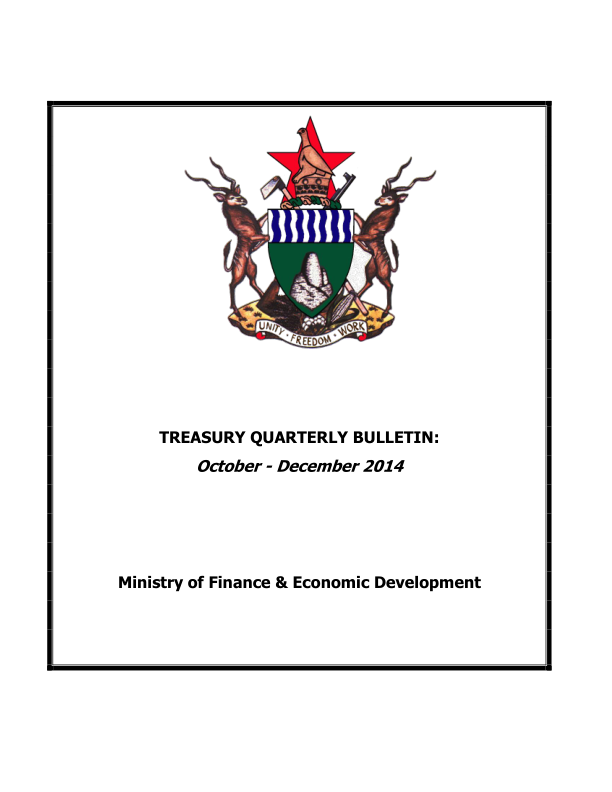 UNITY • FREEDOM • WORK
TREASURY QUARTERLY BULLETIN:
October - December 2014
Ministry of Finance & Economic Development